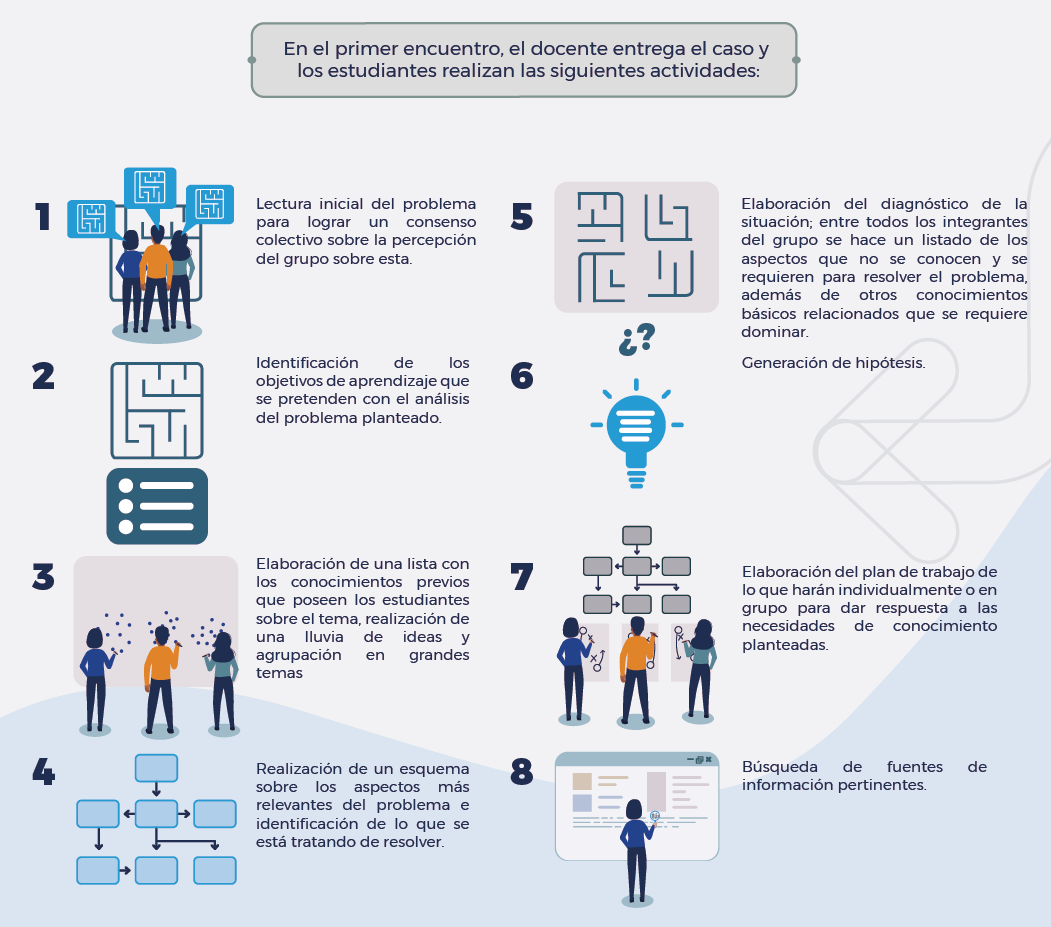 En el primer encuentro, el docente entrega el caso y
los estudiantes realizan las siguientes actividades:
1
Lectura inicial del problema
para lograr un consenso
colectivo sobre la percepción
del grupo sobre esta.
2
Identificación de los
objetivos de aprendizaje que
se pretenden con el análisis
del problema planteado.
3
Elaboración de una lista con
los conocimientos previos
que poseen los estudiantes
sobre el tema, realización de
una lluvia de ideas y
agrupación en grandes
temas
4
Realización de un esquema
sobre los aspectos más
relevantes del problema e
identificación de lo que se
está tratando de resolver.
5
Elaboración del diagnóstico de la
situación; entre todos los integrantes
del grupo se hace un listado de los
aspectos que no se conocen y se
requieren para resolver el problema,
además de otros conocimientos
básicos relacionados que se requiere
dominar.
¿?
6
Generación de hipótesis.
7
Elaboración del plan de trabajo de
lo que harán individualmente o en
grupo para dar respuesta a las
necesidades de conocimiento
planteadas.
8
Búsqueda de fuentes de
información pertinentes.